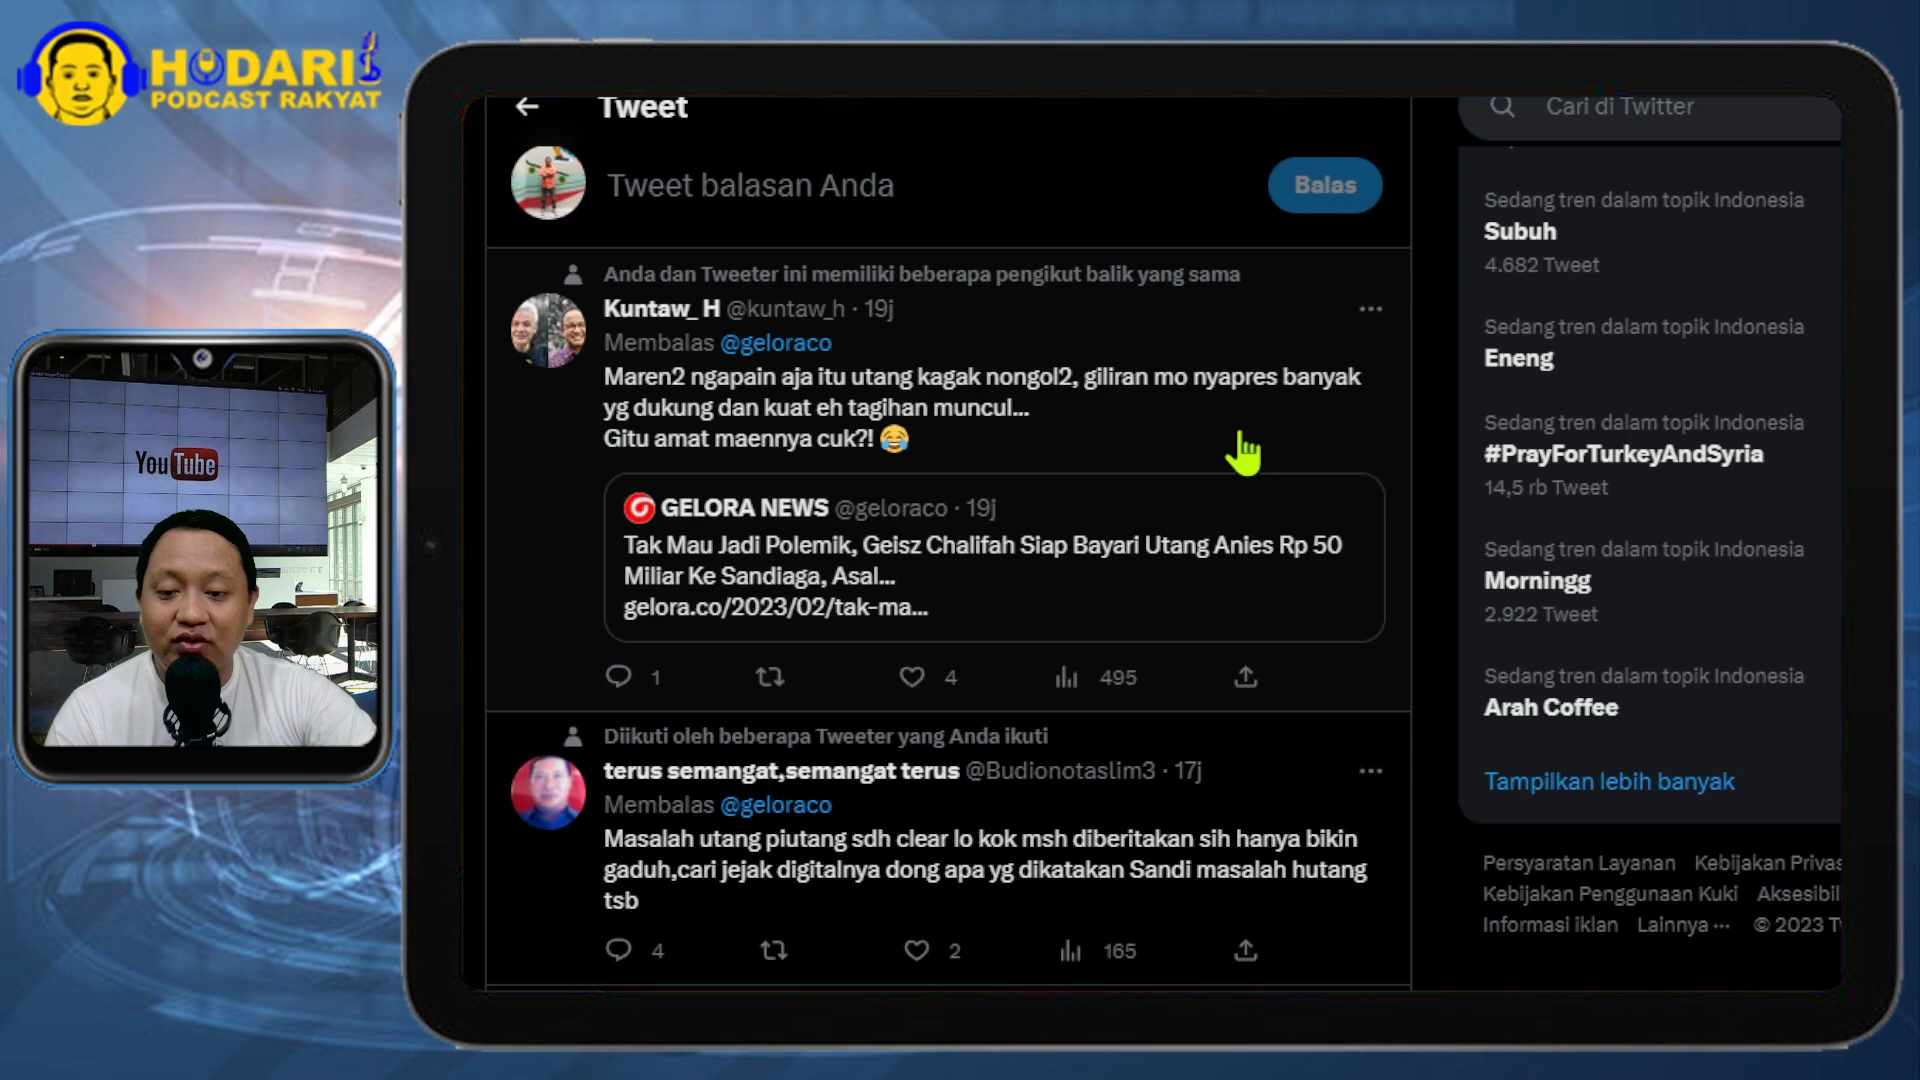 HODARI
PODCAST RAKYAT
YouTube
Tweet
Tweet balasan Anda
Balas
Anda dan Tweeter ini memiliki beberapa pengikut balik yang sama
Kuntaw_ H @kuntaw_h · 19j
Membalas @geloraco
Maren2 ngapain aja itu utang kagak nongol2, giliran mo nyapres banyak
yg dukung dan kuat eh tagihan muncul...
Gitu amat maennya cuk?! 😂
GELORA NEWS @geloraco · 19j
Tak Mau Jadi Polemik, Geisz Chalifah Siap Bayari Utang Anies Rp 50
Miliar Ke Sandiaga, Asal...
gelora.co/2023/02/tak-ma...
1
4
495
Diikuti oleh beberapa Tweeter yang Anda ikuti
terus semangat,semangat terus @Budionotaslim3 · 17j
Membalas @geloraco
Masalah utang piutang sdh clear lo kok msh diberitakan sih hanya bikin
gaduh,cari jejak digitalnya dong apa yg dikatakan Sandi masalah hutang
tsb
4
2
165
Cari di Twitter
Sedang tren dalam topik Indonesia
Subuh
4.682 Tweet
Sedang tren dalam topik Indonesia
Eneng
Sedang tren dalam topik Indonesia
#PrayForTurkeyAndSyria
14,5 rb Tweet
Sedang tren dalam topik Indonesia
Morningg
2.922 Tweet
Sedang tren dalam topik Indonesia
Arah Coffee
Tampilkan lebih banyak
Persyaratan Layanan Kebijakan Privas
Kebijakan Penggunaan Kuki Aksesibil
Informasi iklan Lainnya ··· © 2023 Tw